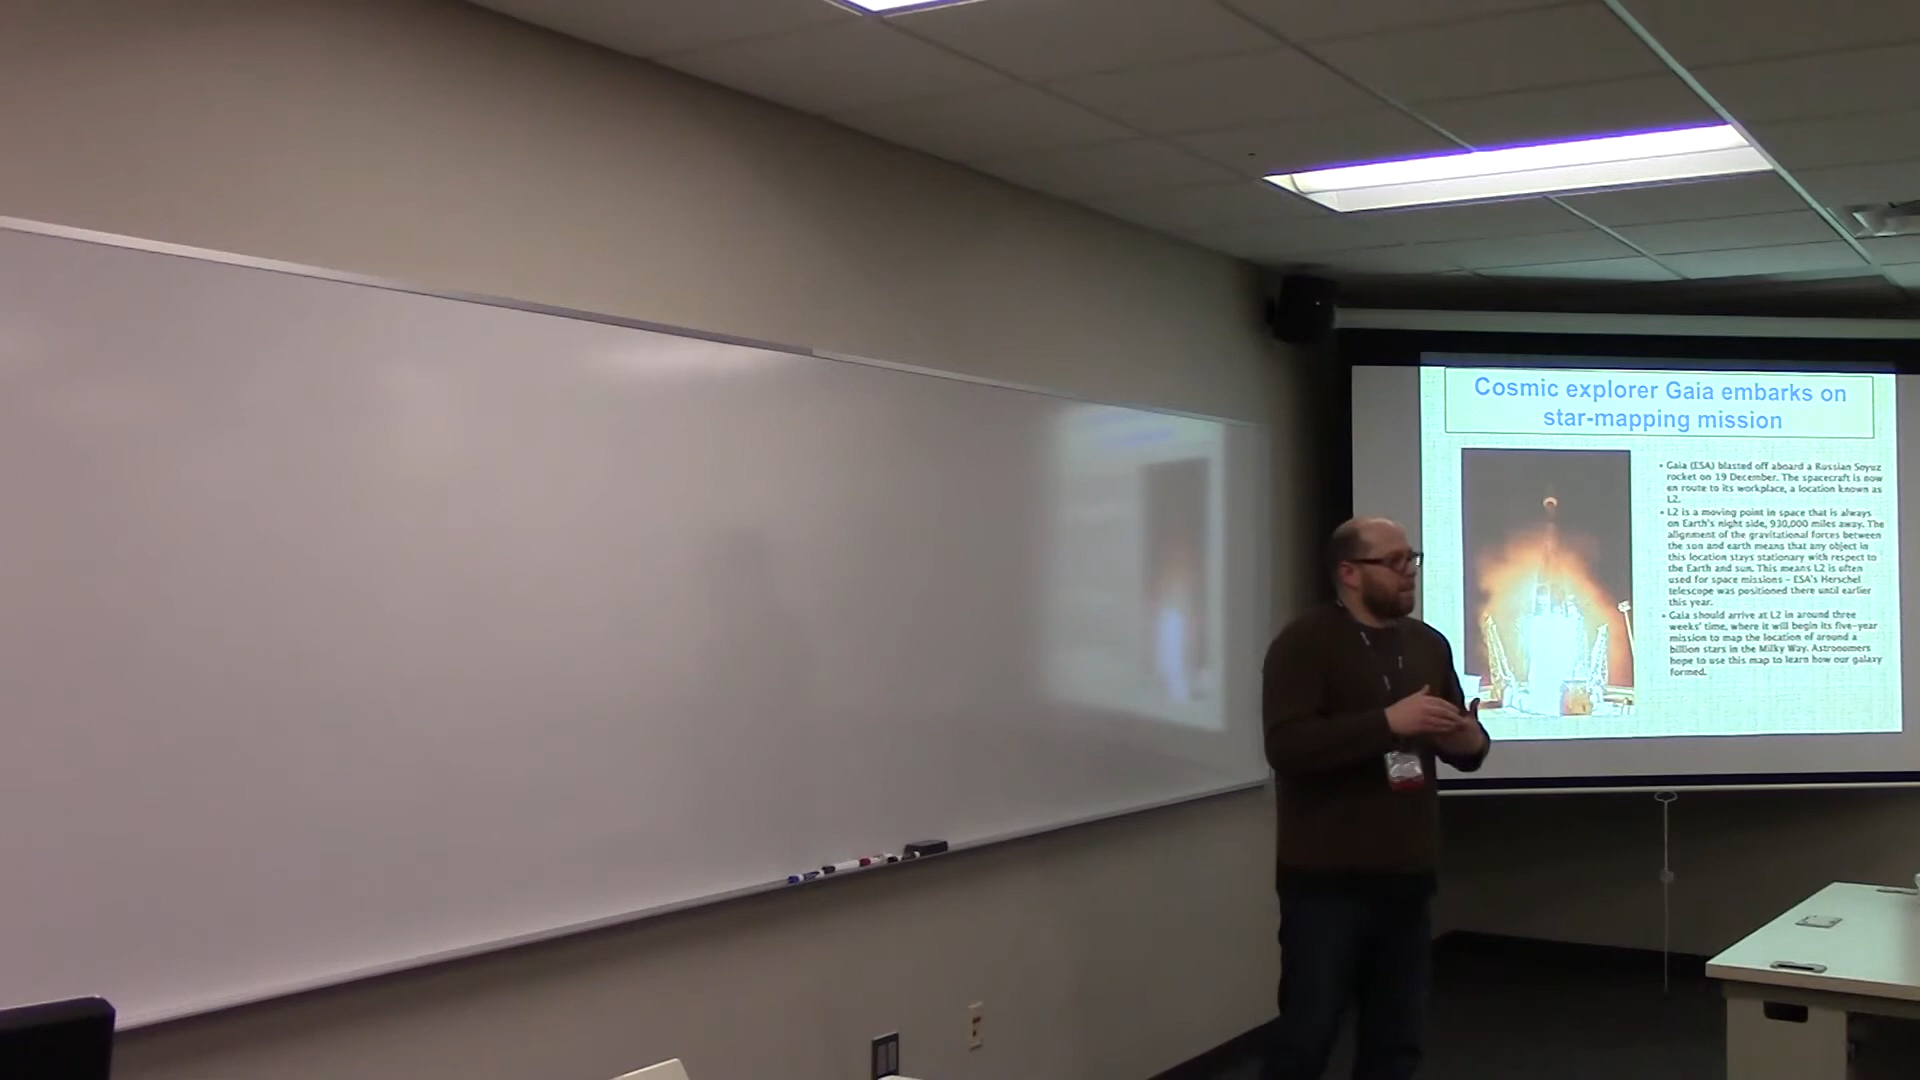 Cosmic explorer Gaia embarks on
star-mapping mission
• Gaia (ESA) blasted off aboard a Russian Soyuz
rocket on 19 December. The spacecraft is now
en route to its workplace, a location known as
L2.
• L2 is a moving point in space that is always
on Earth's night side, 930,000 miles away. The
alignment of the gravitational forces between
the sun and earth means that any object in
this location stays stationary with respect to
the Earth and sun. This means L2 is often
used for space missions – ESA's Herschel
telescope was positioned there until earlier
this year.
• Gaia should arrive at L2 in around three
weeks' time, where it will begin its five-year
mission to map the location of around a
billion stars in the Milky Way. Astronomers
hope to use this map to learn how our galaxy
formed.